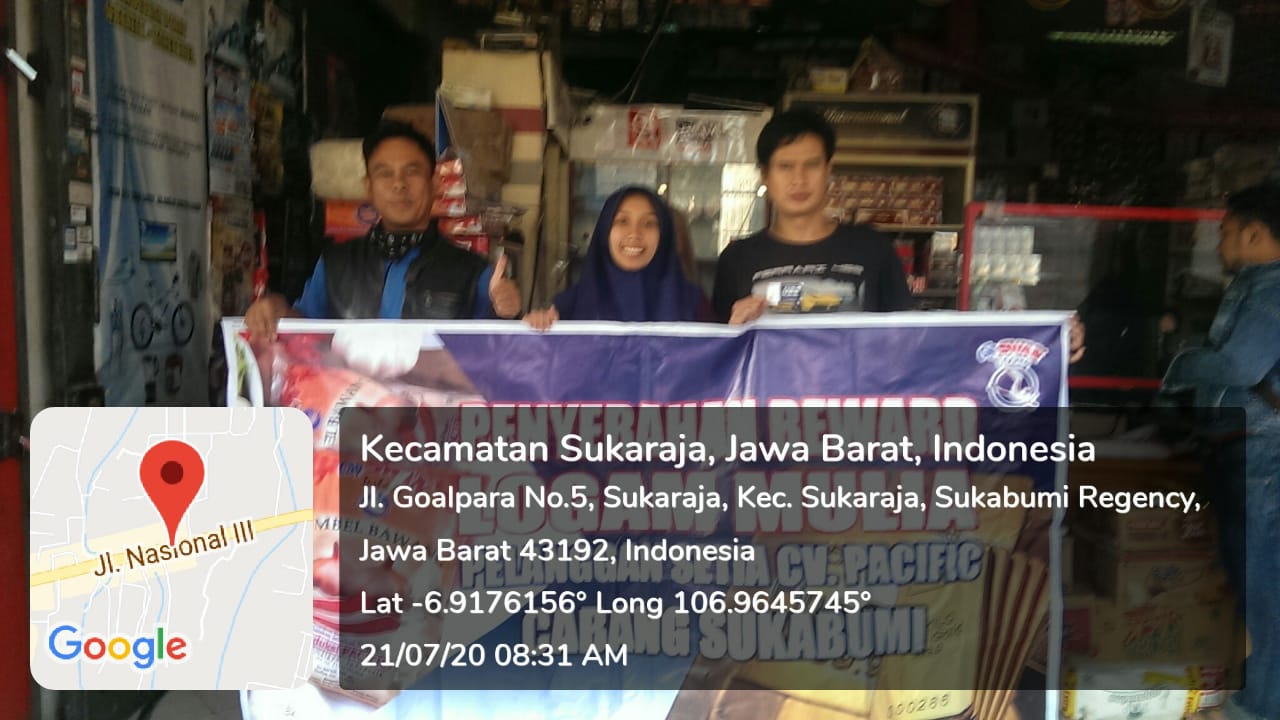 PENYERAHAN REWARD
LOGAM MULIA
PELANGGAN SETIA CV. PACIFIC
CABANG SUKABUMI
Kecamatan Sukaraja, Jawa Barat, Indonesia
Jl. Goalpara No.5, Sukaraja, Kec. Sukaraja, Sukabumi Regency,
Jawa Barat 43192, Indonesia
Lat -6.9176156° Long 106.9645745°
21/07/20 08:31 AM
Jl. Nasional III
Google